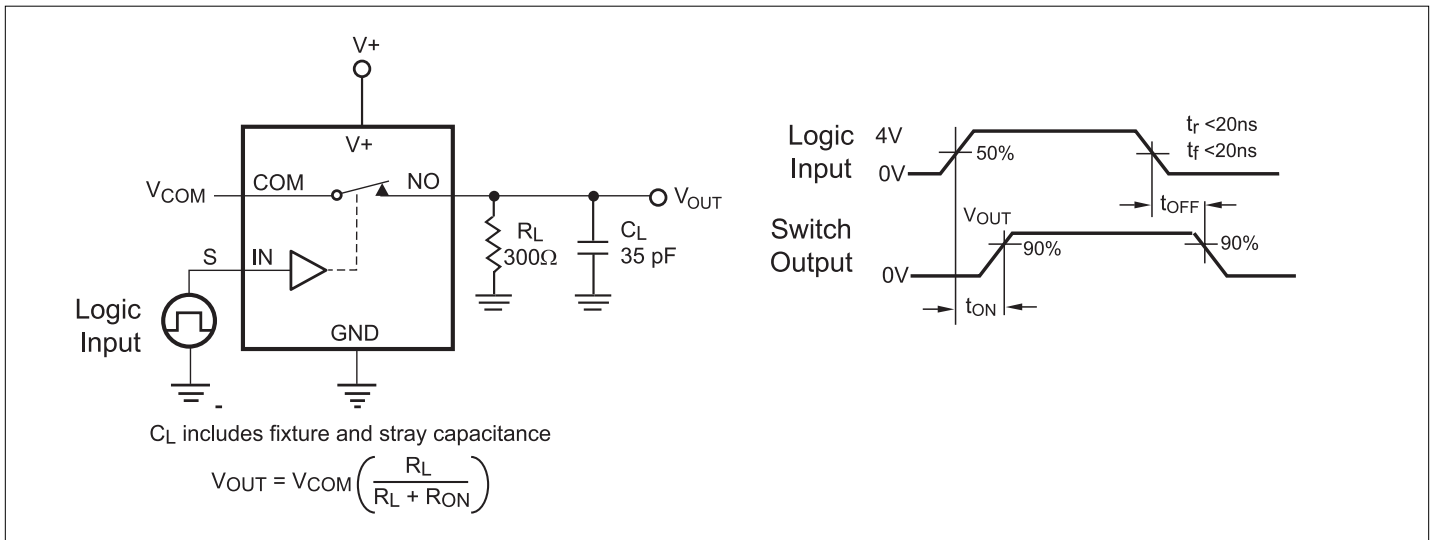 V+
V+
VCOM
COM
NO
VOUT
RL
300Ω
CL
35 pF
S
IN
Logic
Input
GND
CL includes fixture and stray capacitance
VOUT = VCOM ( RL / RL + RON )
Logic
Input
4V
0V
50%
tr <20ns
tf <20ns
tOFF
Switch
Output
VOUT
0V
90%
90%
tON